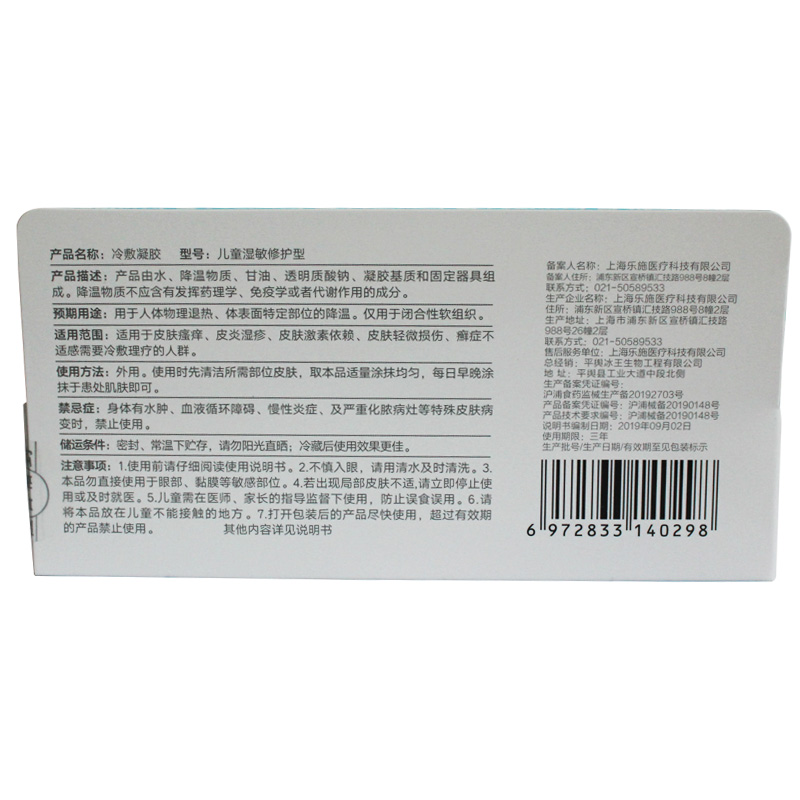 产品名称：冷敷凝胶 型号：儿童湿敏修护型
产品描述：产品由水、降温物质、甘油、透明质酸钠、凝胶基质和固定器具组
成。降温物质不应含有发挥药理学、免疫学或者代谢作用的成分。
预期用途：用于人体物理退热、体表面特定部位的降温。仅用于闭合性软组织。
适用范围：适用于皮肤瘙痒、皮炎湿疹、皮肤激素依赖、皮肤轻微损伤、癣症不
适感需要冷敷理疗的人群。
使用方法：外用。使用时先清洁所需部位皮肤，取本品适量涂抹均匀，每日早晚涂
抹于患处肌肤即可。
禁忌症：身体有水肿、血液循环障碍、慢性炎症、及严重化脓病灶等特殊皮肤病
变时，禁止使用。
储运条件：密封、常温下贮存，请勿阳光直晒；冷藏后使用效果更佳。
注意事项：1.使用前请仔细阅读使用说明书。2.不慎入眼，请用清水及时清洗。3.
本品勿直接使用于眼部、黏膜等敏感部位。4.若出现局部皮肤不适,请立即停止使
用或及时就医。5.儿童需在医师、家长的指导监督下使用，防止误食误用。6.请
将本品放在儿童不能接触的地方。7.打开包装后的产品尽快使用，超过有效期
的产品禁止使用。 其他内容详见说明书
备案人名称：上海乐施医疗科技有限公司
备案人住所：浦东新区宣桥镇汇技路988号8幢2层
联系方式：021-50589533
生产企业名称：上海乐施医疗科技有限公司
住所：浦东新区宣桥镇汇技路988号8幢2层
生产地址：上海市浦东新区宣桥镇汇技路
988号26幢2层
联系方式：021-50589533
售后服务单位：上海乐施医疗科技有限公司
总经销：平舆冰王生物工程有限公司
地 址：平舆县工业大道中段北侧
生产备案凭证编号：
沪浦食药监械生产备20192703号
产品备案凭证编号：沪浦械备20190148号
产品技术要求编号：沪浦械备20190148号
说明书编制日期：2019年09月02日
使用期限：三年
生产批号/生产日期/有效期至见包装标示
6 972833 140298